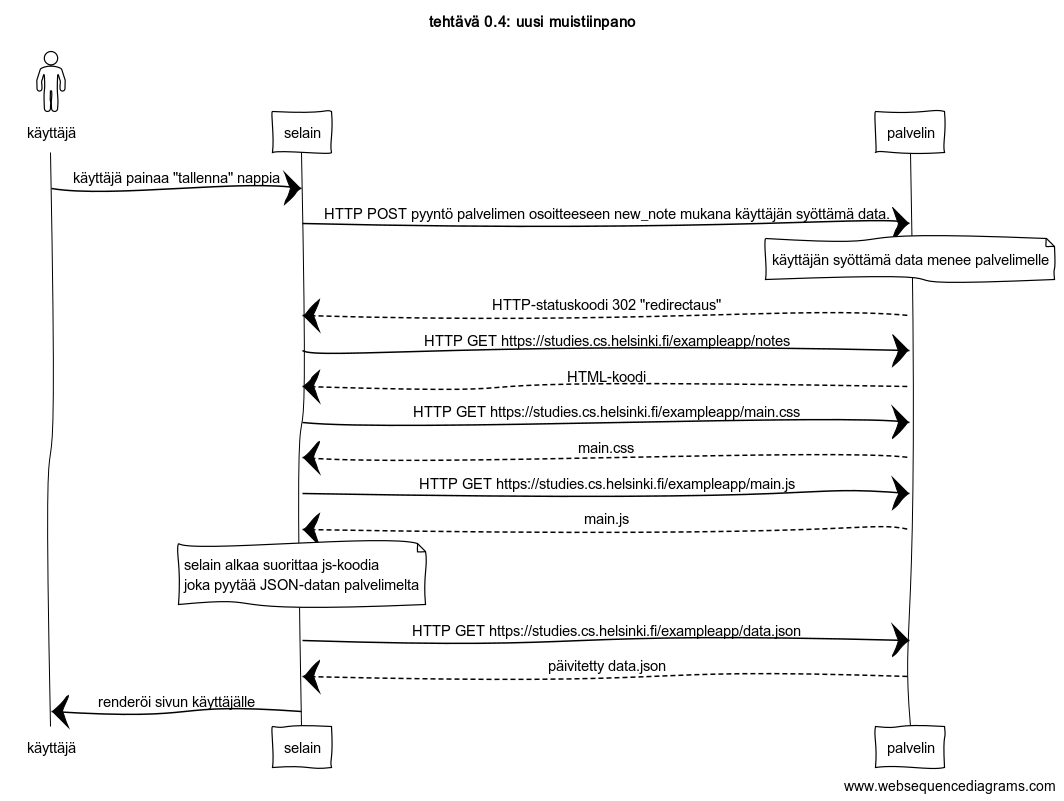 tehtävä 0.4: uusi muistiinpano
käyttäjä
selain
palvelin
käyttäjä painaa "tallenna" nappia
HTTP POST pyyntö palvelimen osoitteeseen new_note mukana käyttäjän syöttämä data.
käyttäjän syöttämä data menee palvelimelle
HTTP-statuskoodi 302 "redirectaus"
HTTP GET https://studies.cs.helsinki.fi/exampleapp/notes
HTML-koodi
HTTP GET https://studies.cs.helsinki.fi/exampleapp/main.css
main.css
HTTP GET https://studies.cs.helsinki.fi/exampleapp/main.js
main.js
selain alkaa suorittaa js-koodia
joka pyytää JSON-datan palvelimelta
HTTP GET https://studies.cs.helsinki.fi/exampleapp/data.json
päivitetty data.json
renderöi sivun käyttäjälle
käyttäjä
selain
palvelin
www.websequencediagrams.com